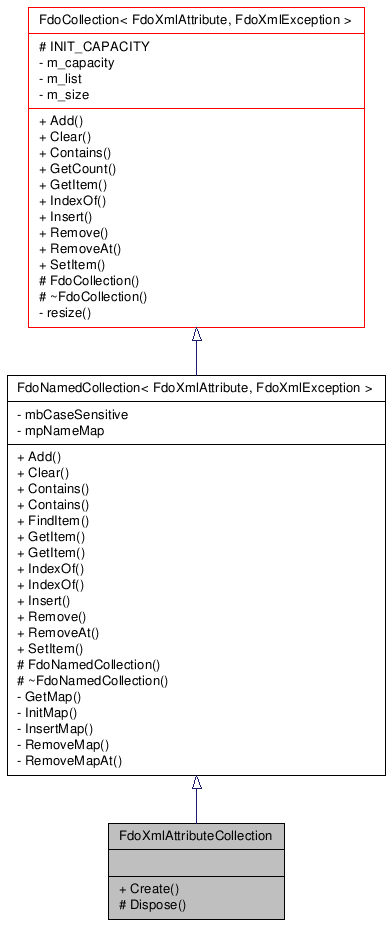 FdoCollection< FdoXmlAttribute, FdoXmlException >
# INIT_CAPACITY
- m_capacity
- m_list
- m_size
+ Add()
+ Clear()
+ Contains()
+ GetCount()
+ GetItem()
+ IndexOf()
+ Insert()
+ Remove()
+ RemoveAt()
+ SetItem()
# FdoCollection()
# ~FdoCollection()
- resize()
FdoNamedCollection< FdoXmlAttribute, FdoXmlException >
- mbCaseSensitive
- mpNameMap
+ Add()
+ Clear()
+ Contains()
+ Contains()
+ FindItem()
+ GetItem()
+ GetItem()
+ IndexOf()
+ IndexOf()
+ Insert()
+ Remove()
+ RemoveAt()
+ SetItem()
# FdoNamedCollection()
# ~FdoNamedCollection()
- GetMap()
- InitMap()
- InsertMap()
- RemoveMap()
- RemoveMapAt()
FdoXmlAttributeCollection
+ Create()
# Dispose()